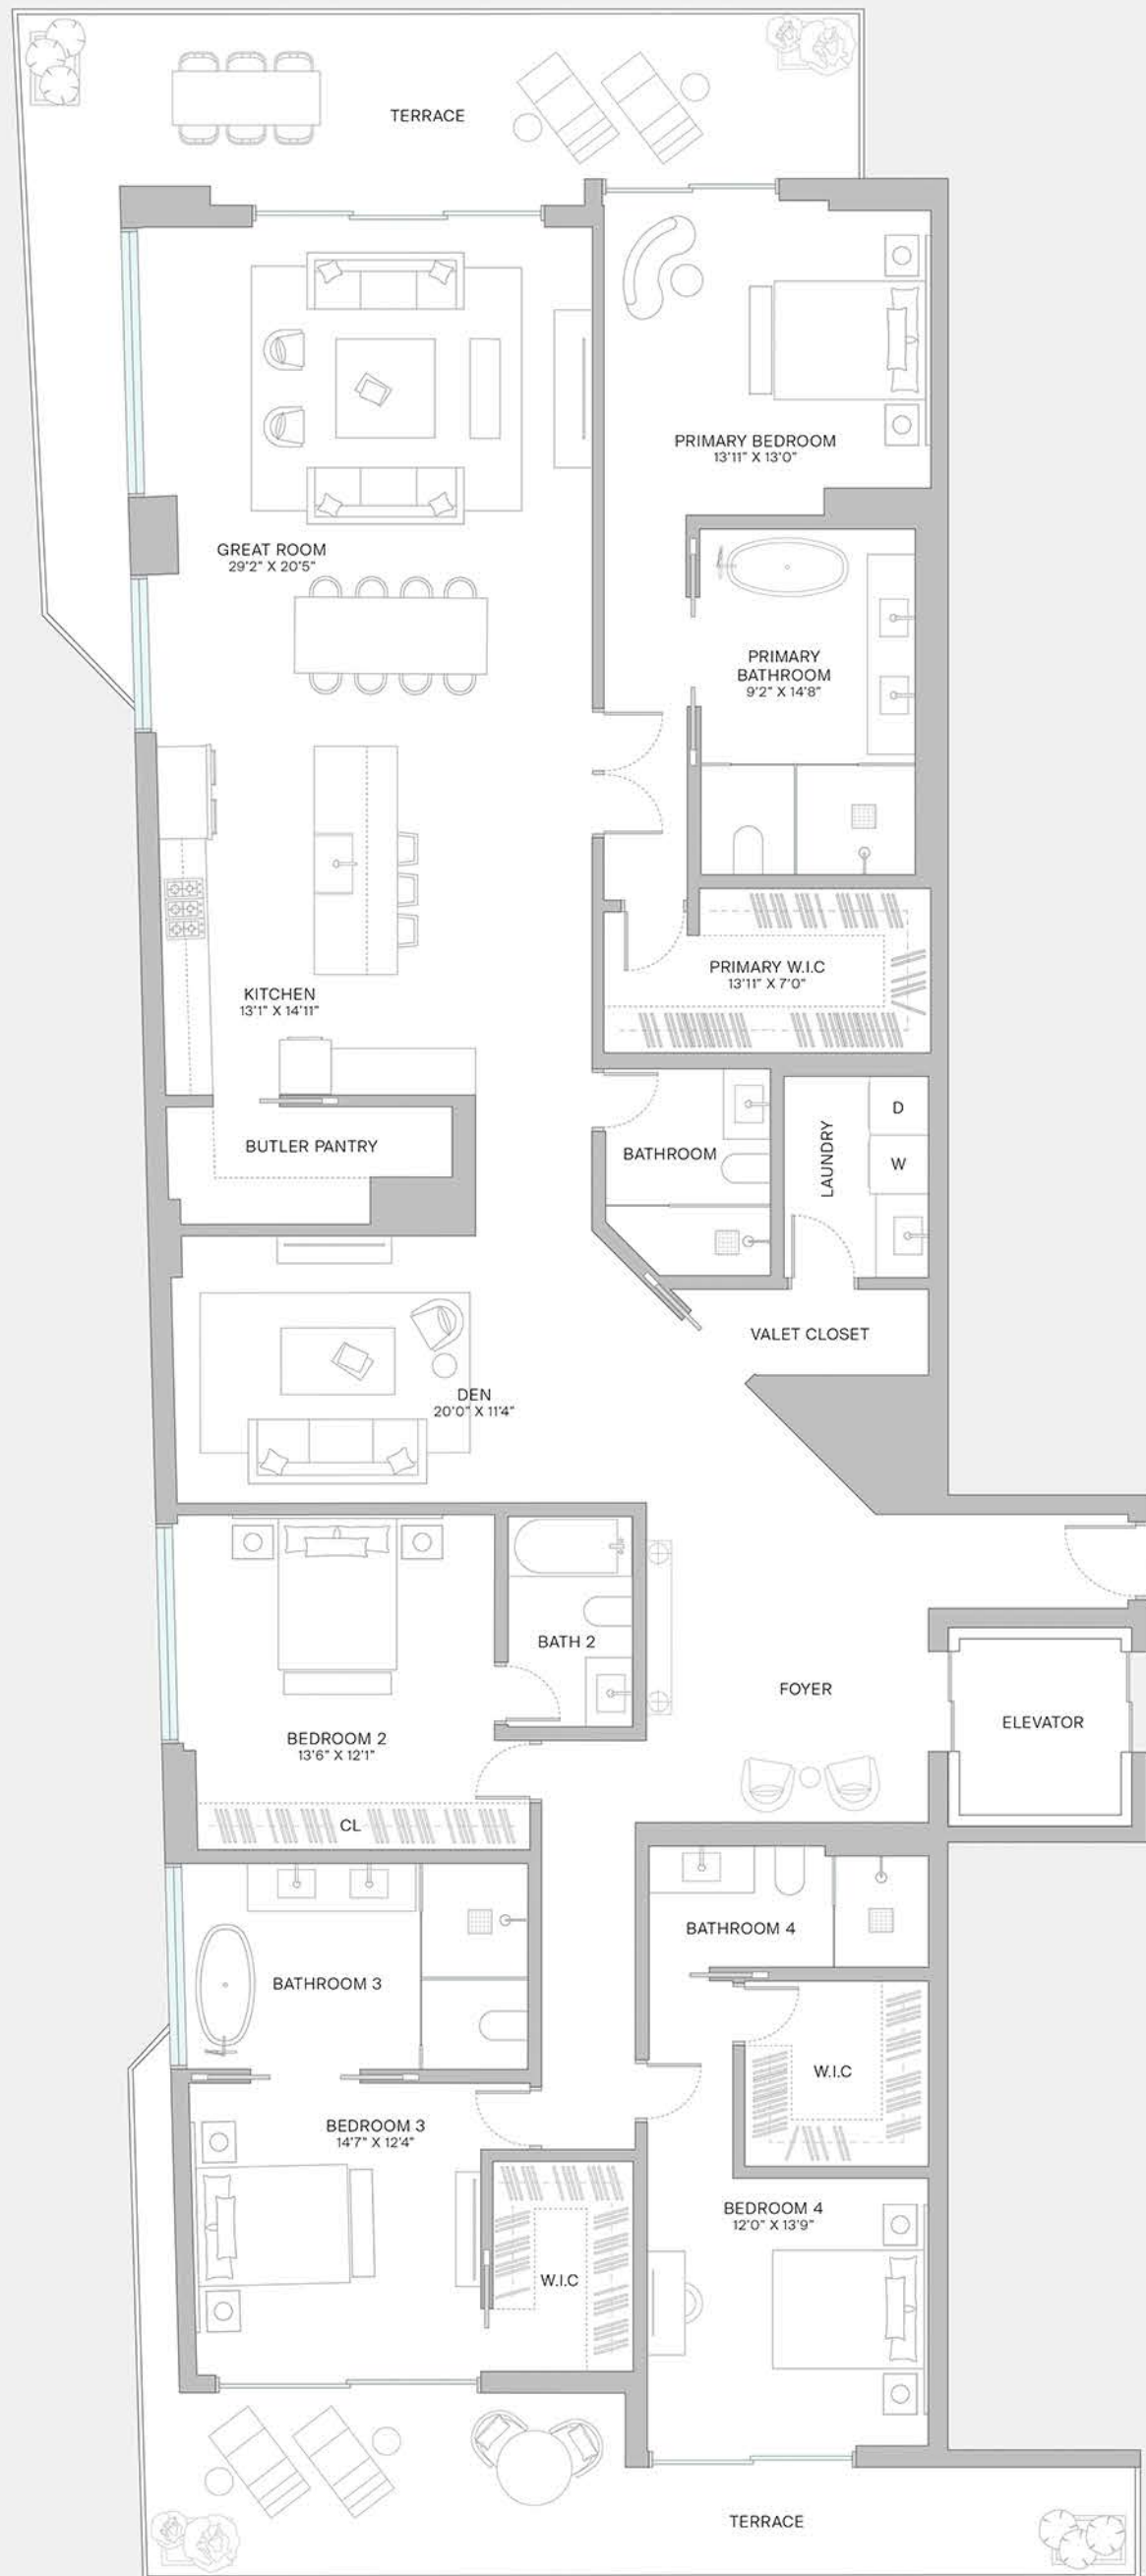 TERRACE
PRIMARY BEDROOM
13'11" X 13'0"
GREAT ROOM
29'2" X 20'5"
PRIMARY
BATHROOM
9'2" X 14'8"
PRIMARY W.I.C
13'11" X 7'0"
KITCHEN
13'1" X 14'11"
BUTLER PANTRY
BATHROOM
LAUNDRY
D
W
VALET CLOSET
DEN
20'0" X 11'4"
BATH 2
FOYER
ELEVATOR
BEDROOM 2
13'6" X 12'1"
CL
BATHROOM 4
BATHROOM 3
W.I.C
BEDROOM 3
14'7" X 12'4"
BEDROOM 4
12'0" X 13'9"
W.I.C
TERRACE